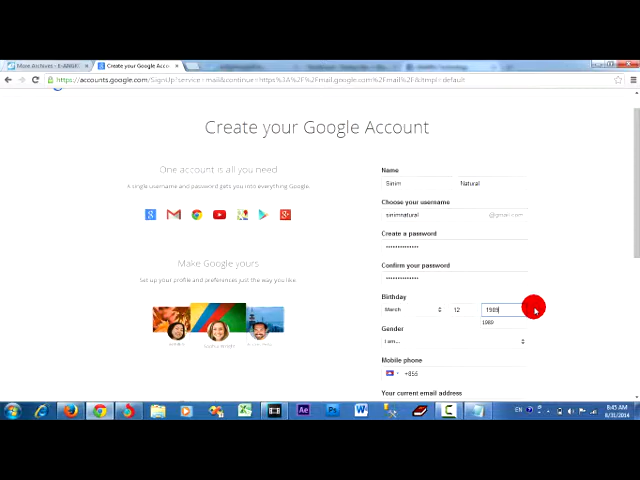 More Archives - E-ANGK
Create your Google Acco
https://accounts.google.com/SignUp?service=mail&continue=https%3A%2F%2Fmail.google.com%2Fmail%2F&ltmpl=default
Create your Google Account
One account is all you need
A single username and password gets you into everything Google.
Make Google yours
Set up your profile and preferences just the way you like.
Name
Sinim Natural
Choose your username
sinimnatural @gmail.com
Create a password
Confirm your password
Birthday
March 12 1989
1989
Gender
I am...
Mobile phone
+855
Your current email address
EN
8:45 AM
8/31/2014